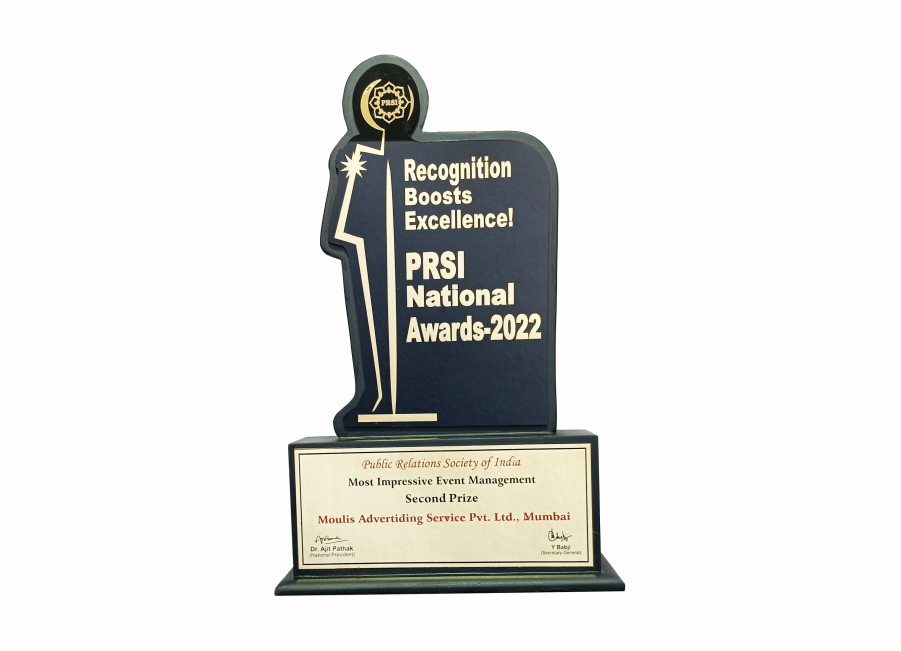 PRSI
Recognition
Boosts
Excellence!
PRSI
National
Awards-2022
Public Relations Society of India
Most Impressive Event Management
Second Prize
Moulis Advertiding Service Pvt. Ltd., Mumbai
Dr. Ajit Pathak
(National President)
Y Babji
(Secretary General)